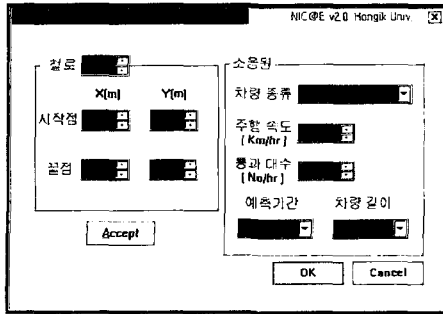 NIC@E v2.0 Hongik Univ.
철로
X[m] Y[m]
시작점
끝점
Accept
소음원
차량 종류
주행 속도
[Km/hr]
통과 대수
[No/hr]
예측기간 차량 길이
OK Cancel